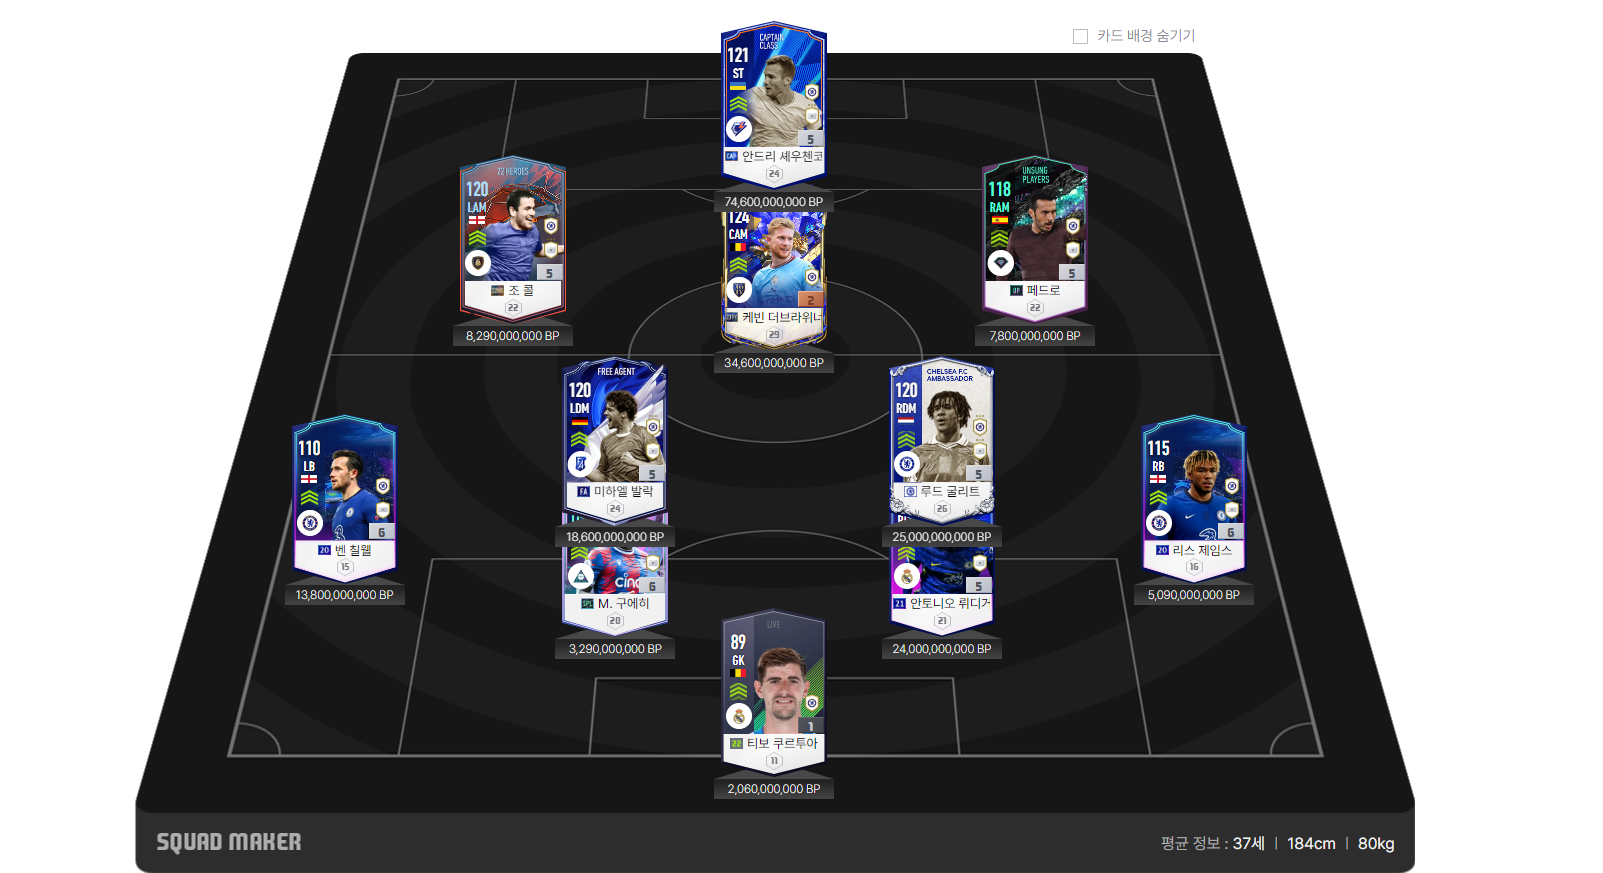 카드 배경 숨기기
CAPTAIN
CLASS
121
ST
5
CAP 안드리 셰우첸코
24
74,600,000,000 BP
22 HEROES
120
LAM
5
조 콜
22
8,290,000,000 BP
124
CAM
2
케빈 더브라위너
29
34,600,000,000 BP
UNSUNG
PLAYERS
118
RAM
5
UP 페드로
22
7,800,000,000 BP
FREE AGENT
120
LDM
5
FA 미하엘 발락
24
18,600,000,000 BP
CHELSEA F.C
AMBASSADOR
120
RDM
5
루드 굴리트
26
25,000,000,000 BP
110
LB
6
20 벤 칠웰
15
13,800,000,000 BP
115
RB
6
20 리스 제임스
16
5,090,000,000 BP
6
M. 구에히
20
3,290,000,000 BP
5
21 안토니오 뤼디거
21
24,000,000,000 BP
LIVE
89
GK
1
22 티보 쿠르투아
11
2,060,000,000 BP
SQUAD MAKER
평균 정보 : 37세 | 184cm | 80kg